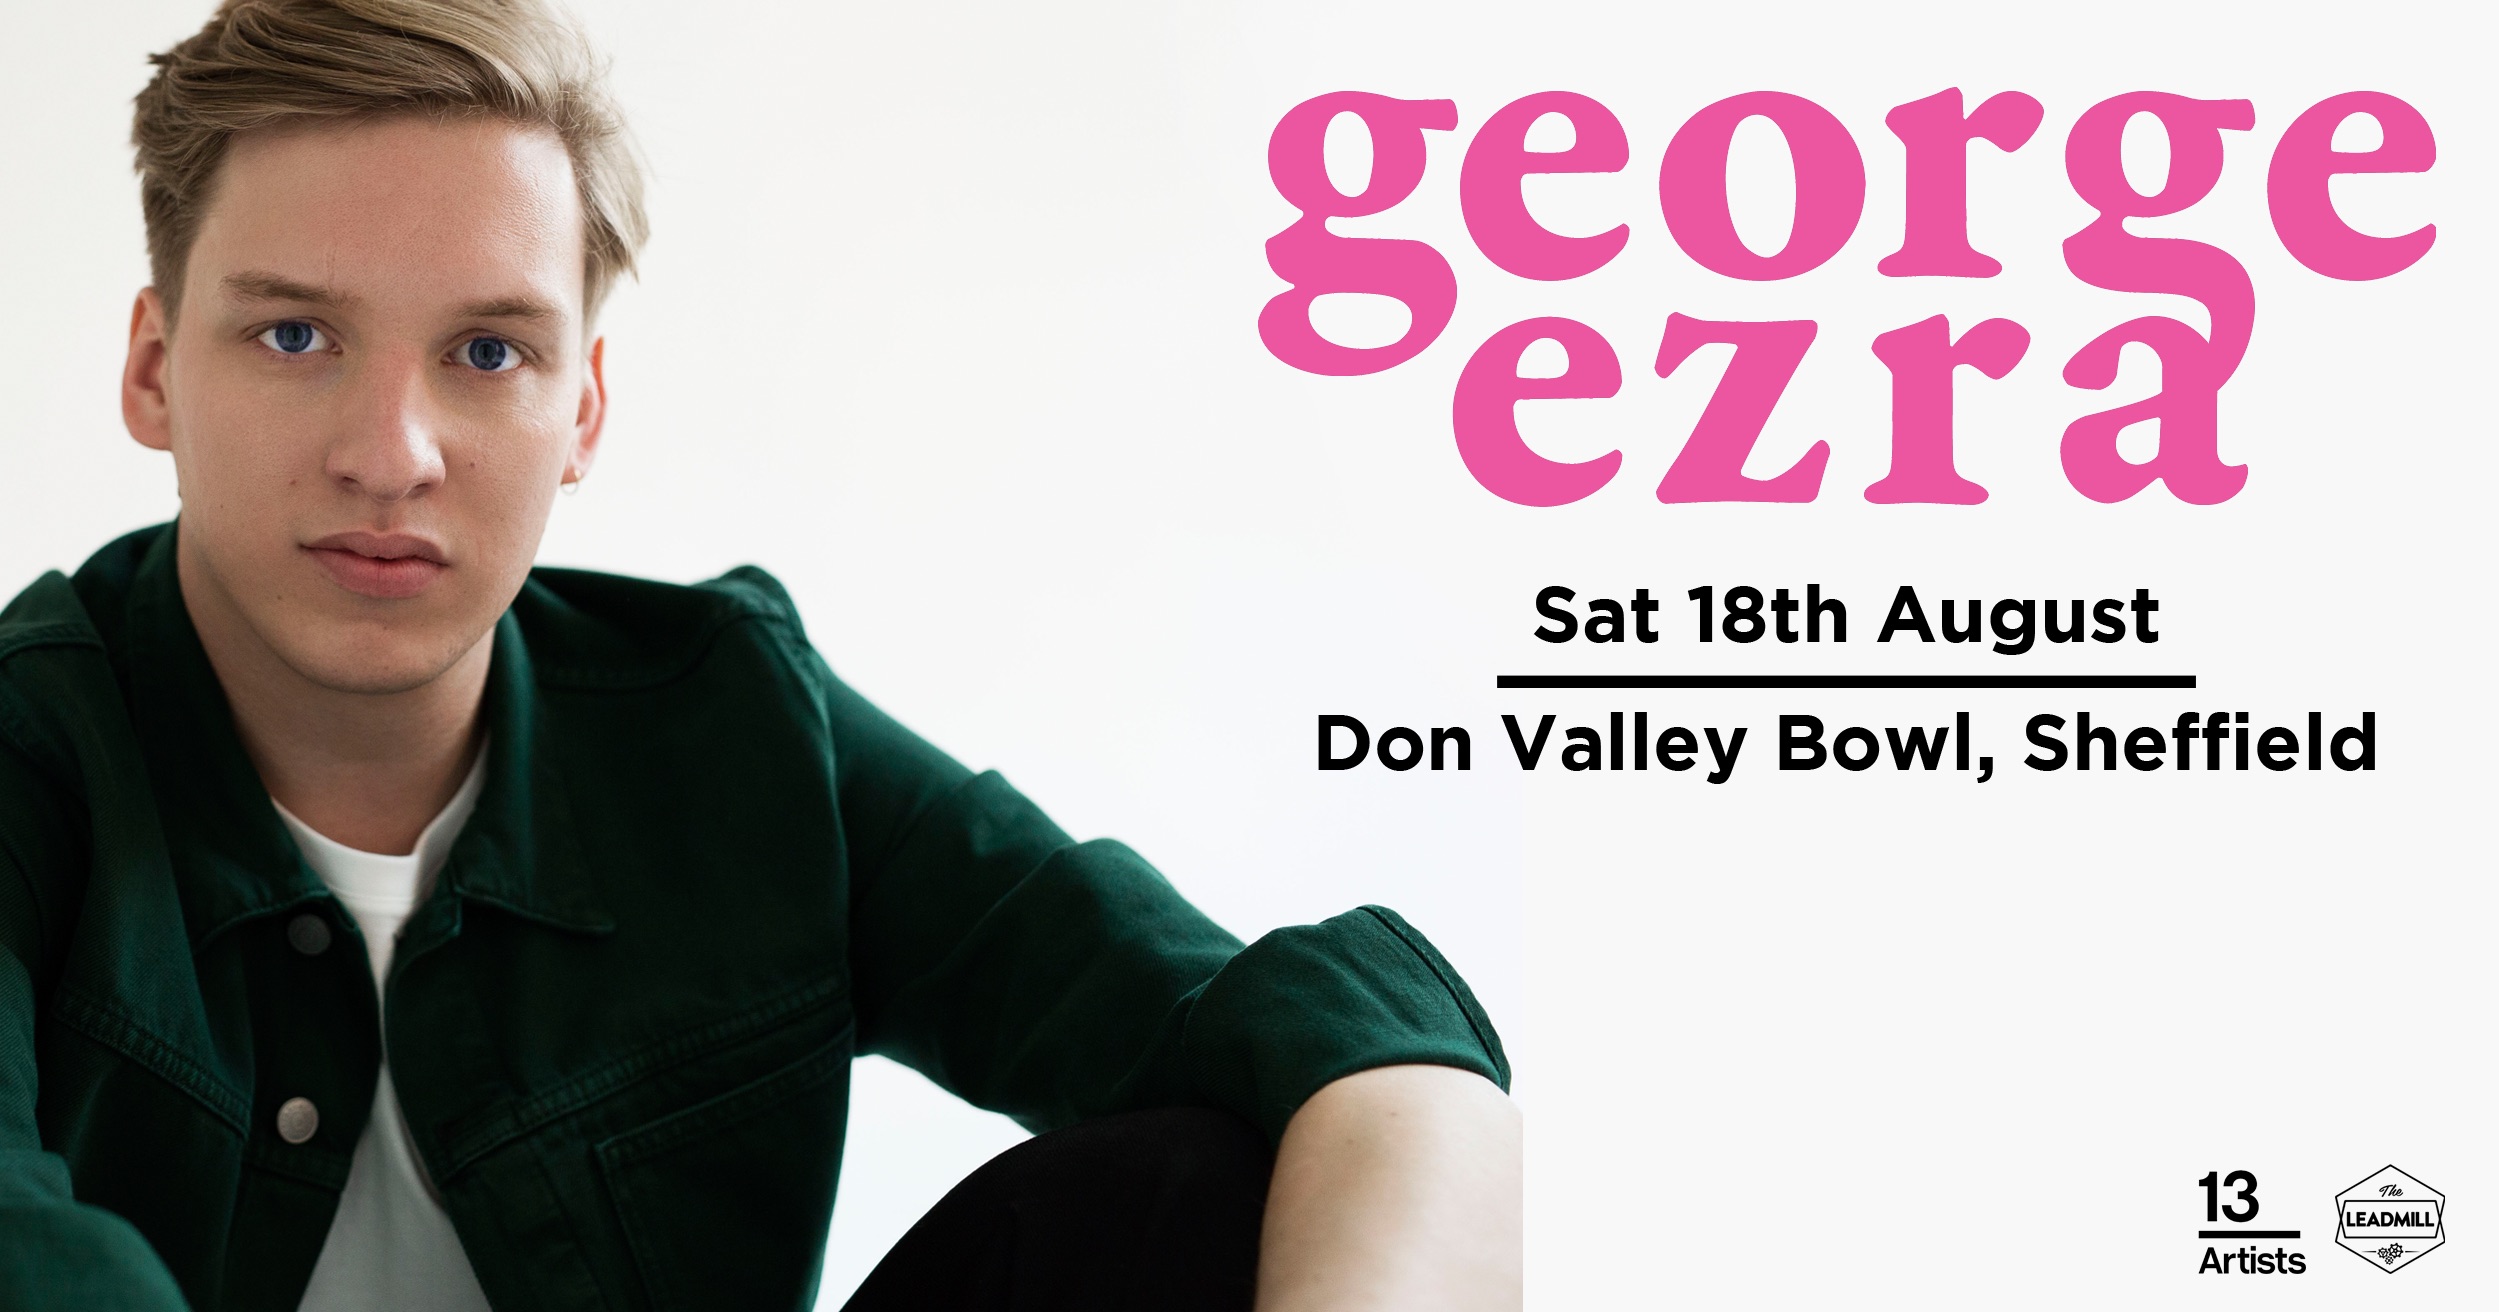 george
ezra
Sat 18th August
Don Valley Bowl, Sheffield
13
Artists
The
LEADMILL